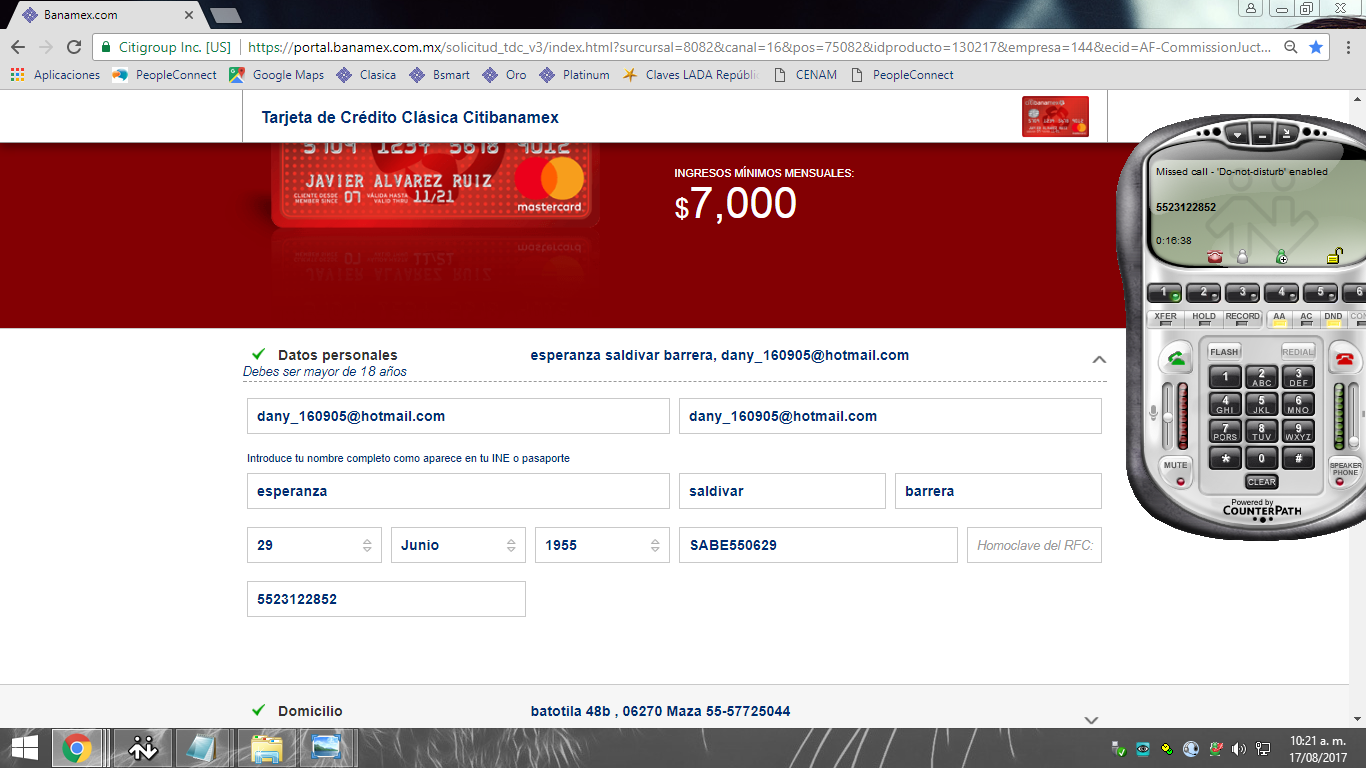 Banamex.com
Citigroup Inc. [US] https://portal.banamex.com.mx/solicitud_tdc_v3/index.html?sursursal=8082&canal=16&pos=75082&idproducto=130217&empresa=144&ecid=AF-CommissionJuct...
Aplicaciones PeopleConnect Google Maps Clasica Bsmart Oro Platinum Claves LADA Repúbli CENAM PeopleConnect
Tarjeta de Crédito Clásica Citibanamex
5109 1234 5678 9012
JAVIER ALVAREZ RUIZ
CLIENTE DESDE MEMBER SINCE 07 VÁLIDA HASTA VALID THRU 11/21
mastercard
INGRESOS MÍNIMOS MENSUALES:
$7,000
Datos personales esperanza saldivar barrera, dany_160905@hotmail.com
Debes ser mayor de 18 años
dany_160905@hotmail.com dany_160905@hotmail.com
Introduce tu nombre completo como aparece en tu INE o pasaporte
esperanza saldivar barrera
29 Junio 1955 SABE550629 Homoclave del RFC:
5523122852
Domicilio batotila 48b , 06270 Maza 55-57725044
Missed call - 'Do-not-disturb' enabled
5523122852
0:16:38
1 2 3 4 5 6
XFER HOLD RECORD AA AC DND CON
FLASH REDIAL
1 2 ABC 3 DEF
4 GHI 5 JKL 6 MNO
7 PQRS 8 TUV 9 WXYZ
* 0 #
MUTE CLEAR SPEAKER PHONE
Powered by
COUNTERPATH
10:21 a. m.
17/08/2017